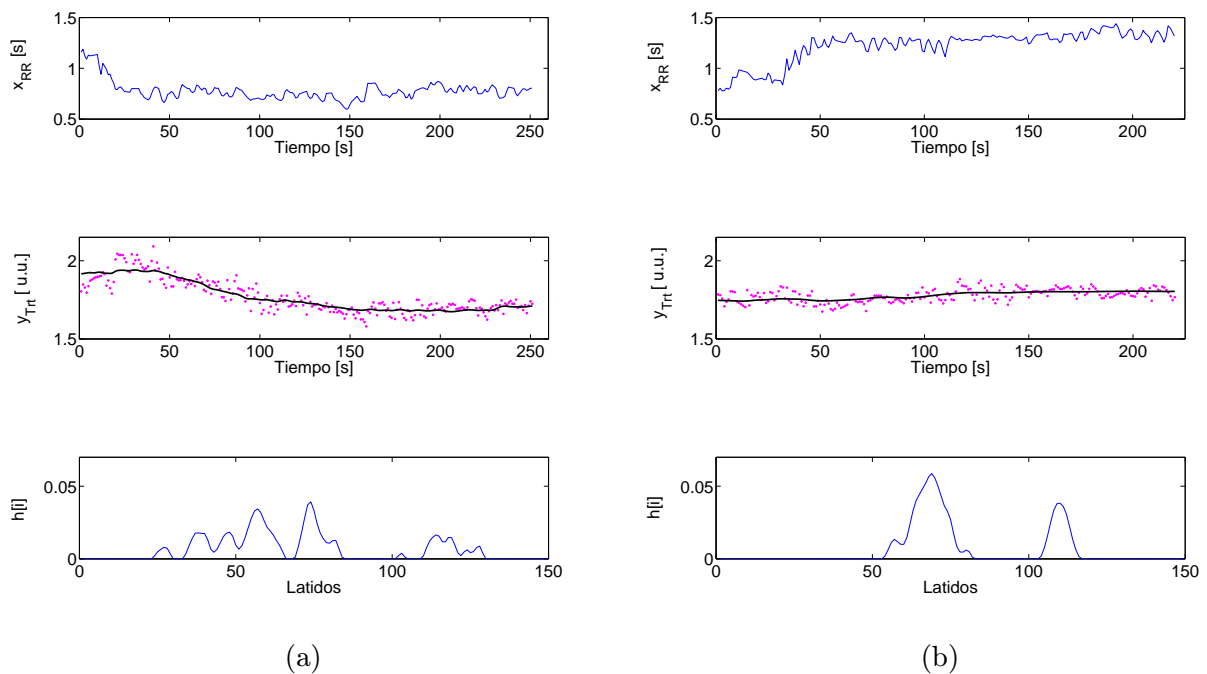 1.5
1
0.5
x_RR [s]
0 50 100 150 200 250
Tiempo [s]
2
1.5
y_Trt [ u.u.]
0 50 100 150 200 250
Tiempo [s]
0.05
0
h[i]
0 50 100 150
Latidos
(a)
1.5
1
0.5
x_RR [s]
0 50 100 150 200
Tiempo [s]
2
1.5
y_Trt [ u.u.]
0 50 100 150 200
Tiempo [s]
0.05
0
h[i]
0 50 100 150
Latidos
(b)